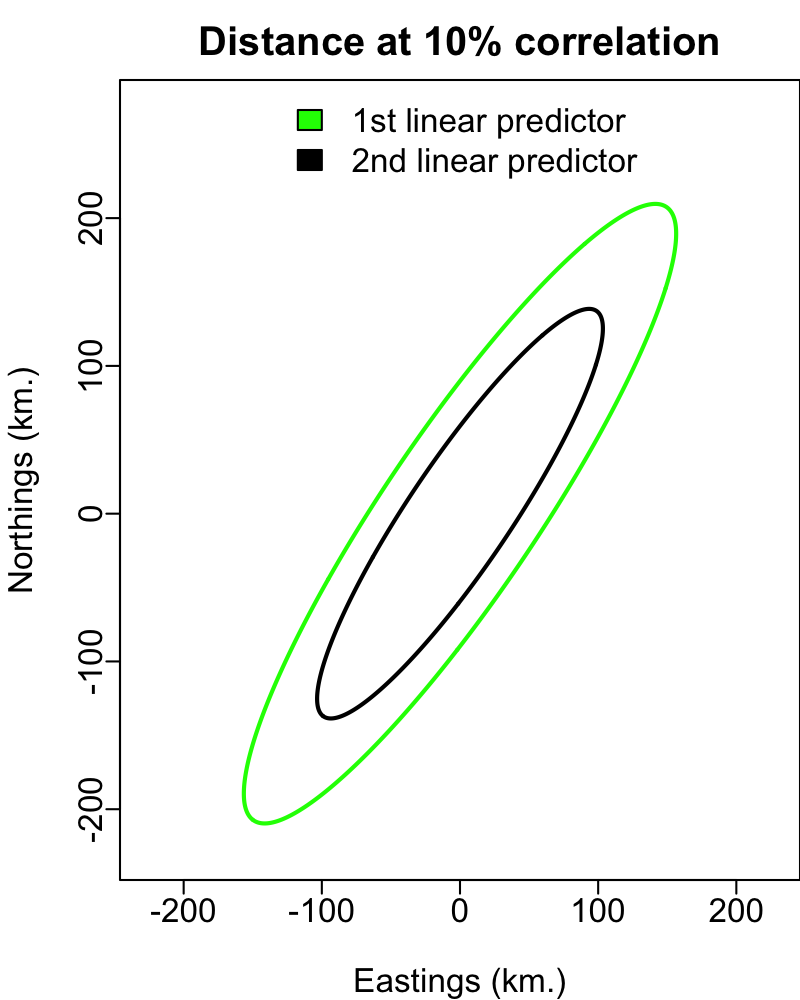 Distance at 10% correlation
1st linear predictor
2nd linear predictor
200
100
0
-100
-200
Northings (km.)
-200 -100 0 100 200
Eastings (km.)